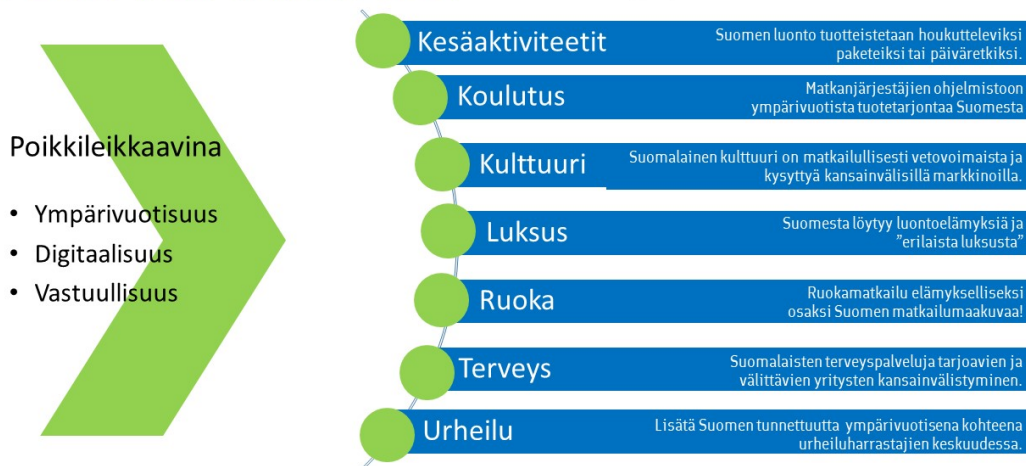 Poikkileikkaavina
• Ympärivuotisuus
• Digitaalisuus
• Vastuullisuus
Kesäaktiviteetit
Suomen luonto tuotteistetaan houkutteleviksi
paketeiksi tai päiväretkiksi.
Koulutus
Matkanjärjestäjien ohjelmistoon
ympärivuotista tuotetarjontaa Suomesta
Kulttuuri
Suomalainen kulttuuri on matkailullisesti vetovoimaista ja
kysyttyä kansainvälisillä markkinoilla.
Luksus
Suomesta löytyy luontoelämyksiä ja
”erilaista luksusta”
Ruoka
Ruokamatkailu elämykselliseksi
osaksi Suomen matkailumaakuvaa!
Terveys
Suomalaisten terveyspalveluja tarjoavien ja
välittävien yritysten kansainvälistyminen.
Urheilu
Lisätä Suomen tunnettuutta ympärivuotisena kohteena
urheiluharrastajien keskuudessa.